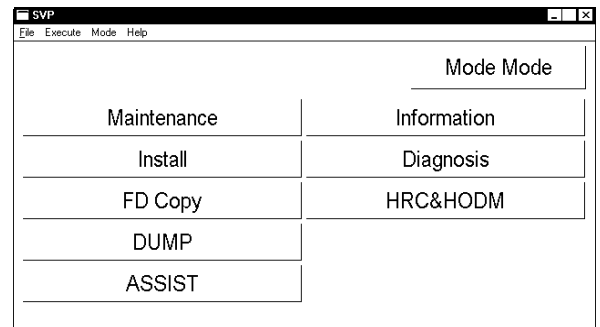 SVP
File Execute Mode Help
Mode Mode
Maintenance Information
Install Diagnosis
FD Copy HRC&HODM
DUMP
ASSIST